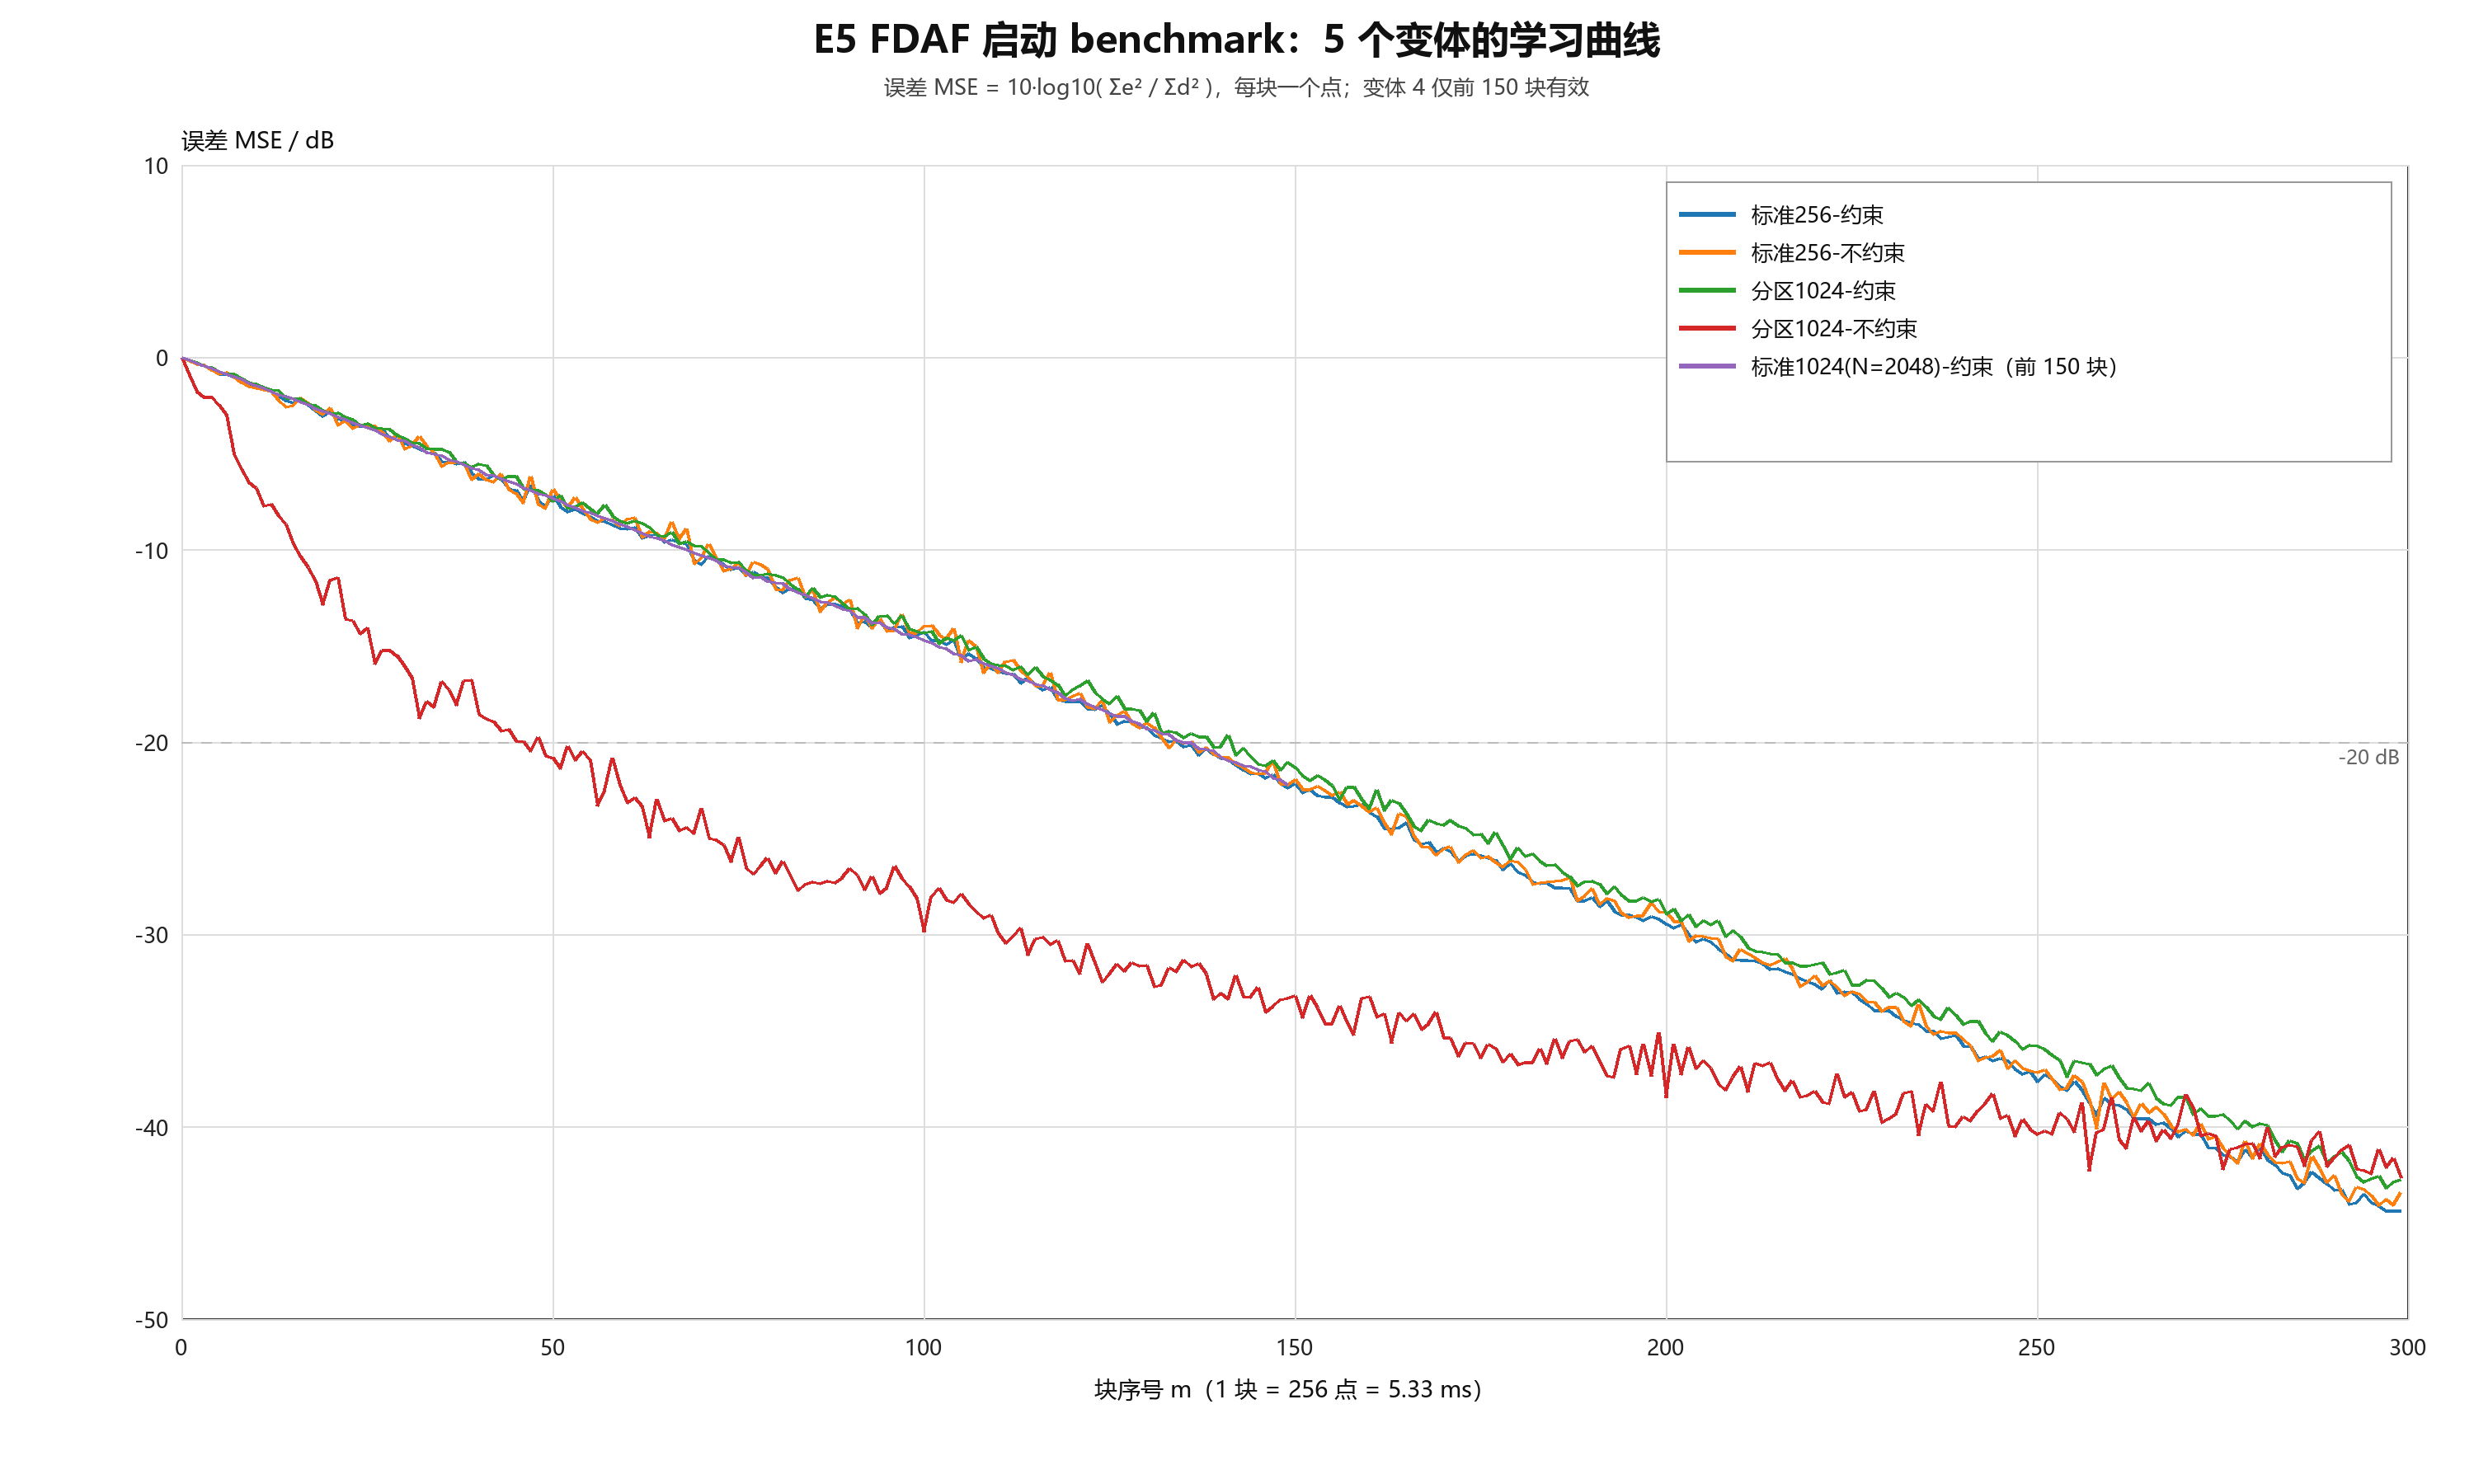 E5 FDAF 启动 benchmark：5 个变体的学习曲线
误差 MSE = 10·log10( Σe² / Σd² )，每块一个点；变体 4 仅前 150 块有效
误差 MSE / dB
10
0
-10
-20
-30
-40
-50
标准256-约束
标准256-不约束
分区1024-约束
分区1024-不约束
标准1024(N=2048)-约束（前 150 块）
-20 dB
0 50 100 150 200 250 300
块序号 m（1 块 = 256 点 = 5.33 ms）